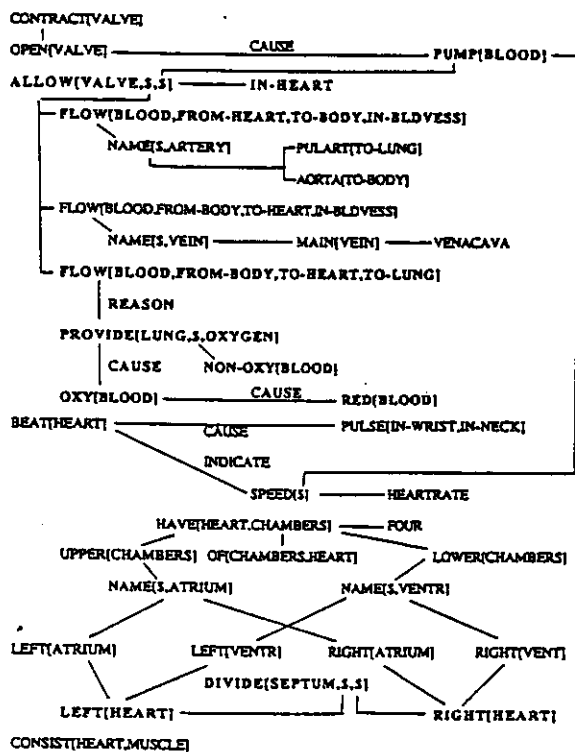 CONTRACT[VALVE]
CAUSE
OPEN[VALVE] PUMP[BLOOD]
ALLOW[VALVE,S,S] IN-HEART
FLOW[BLOOD,FROM-HEART,TO-BODY,IN-BLDVESS]
NAME[S,ARTERY] PULART[TO-LUNG]
AORTA[TO-BODY]
FLOW[BLOOD,FROM-BODY,TO-HEART,IN-BLDVESS]
NAME[S,VEIN] MAIN[VEIN] VENACAVA
FLOW[BLOOD,FROM-BODY,TO-HEART,TO-LUNG]
REASON
PROVIDE[LUNG,S,OXYGEN]
CAUSE NON-OXY[BLOOD]
OXY[BLOOD] CAUSE RED[BLOOD]
BEAT[HEART] CAUSE PULSE[IN-WRIST,IN-NECK]
INDICATE
SPEED[S] HEARTRATE
HAVE[HEART,CHAMBERS] FOUR
UPPER[CHAMBERS] OF[CHAMBERS,HEART] LOWER[CHAMBERS]
NAME[S,ATRIUM] NAME[S,VENTR]
LEFT[ATRIUM] LEFT[VENTR] RIGHT[ATRIUM] RIGHT[VENT]
DIVIDE[SEPTUM,S,S]
LEFT[HEART] RIGHT[HEART]
CONSIST[HEART,MUSCLE]